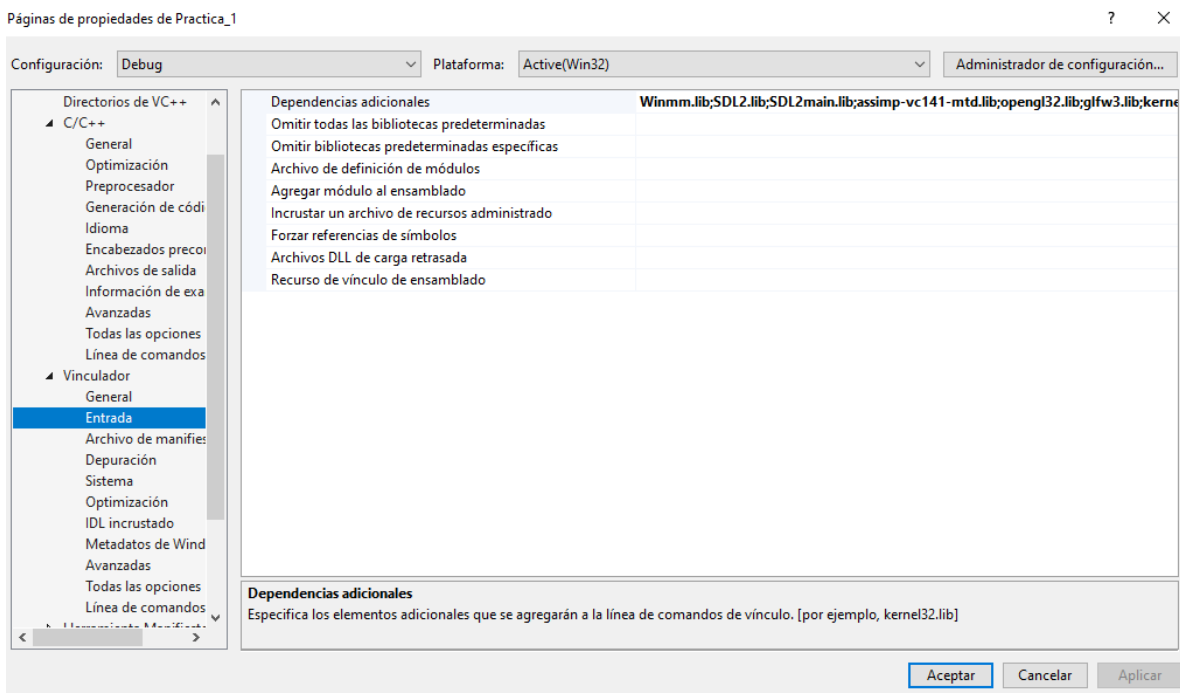 Páginas de propiedades de Practica_1 ?
Configuración: Debug Plataforma: Active(Win32) Administrador de configuración...
Directorios de VC++
C/C++
General
Optimización
Preprocesador
Generación de códi
Idioma
Encabezados precor
Archivos de salida
Información de exa
Avanzadas
Todas las opciones
Línea de comandos
Vinculador
General
Entrada
Archivo de manifies
Depuración
Sistema
Optimización
IDL incrustado
Metadatos de Wind
Avanzadas
Todas las opciones
Línea de comandos
Dependencias adicionales Winmm.lib;SDL2.lib;SDL2main.lib;assimp-vc141-mtd.lib;opengl32.lib;glfw3.lib;kerne
Omitir todas las bibliotecas predeterminadas
Omitir bibliotecas predeterminadas específicas
Archivo de definición de módulos
Agregar módulo al ensamblado
Incrustar un archivo de recursos administrado
Forzar referencias de símbolos
Archivos DLL de carga retrasada
Recurso de vínculo de ensamblado
Dependencias adicionales
Especifica los elementos adicionales que se agregarán a la línea de comandos de vínculo. [por ejemplo, kernel32.lib]
Aceptar Cancelar Aplicar